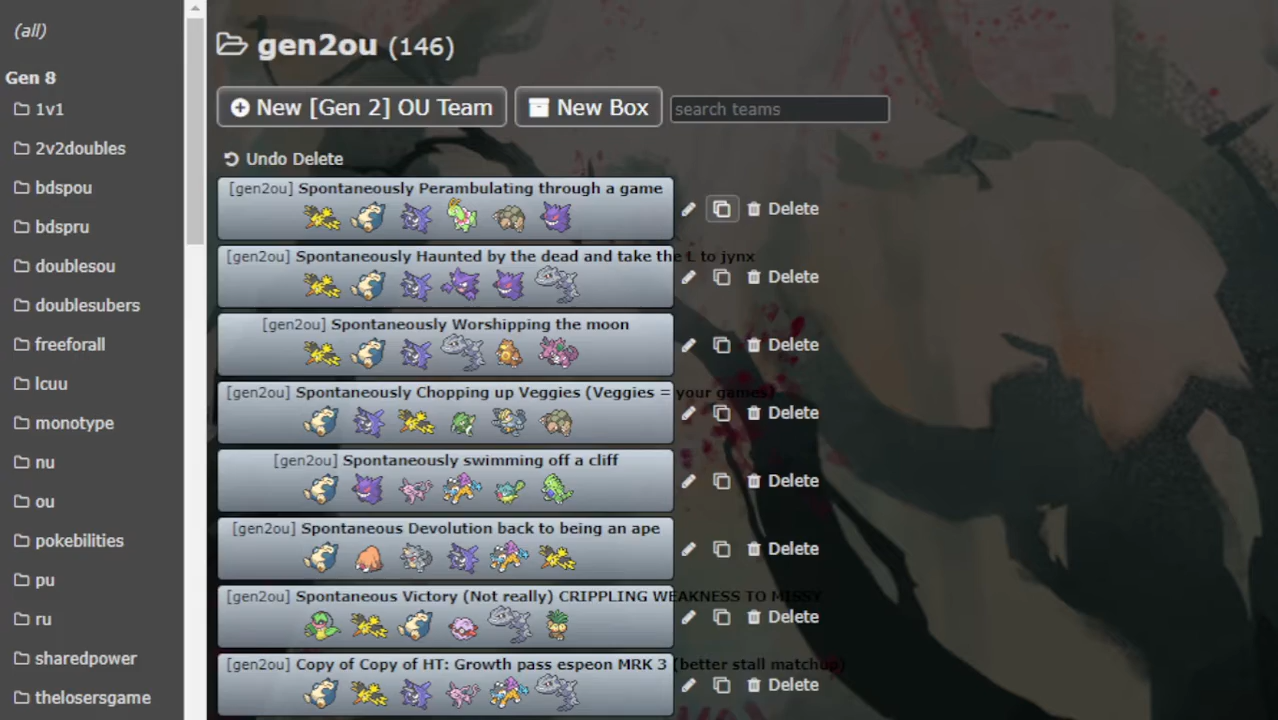 (all)
Gen 8
1v1
2v2doubles
bdspou
bdspru
doublesou
doublesubers
freeforall
lcuu
monotype
nu
ou
pokebilities
pu
ru
sharedpower
thelosersgame
gen2ou (146)
New [Gen 2] OU Team
New Box
search teams
Undo Delete
[gen2ou] Spontaneously Perambulating through a game
Delete
[gen2ou] Spontaneously Haunted by the dead and take the L to jynx
Delete
[gen2ou] Spontaneously Worshipping the moon
Delete
[gen2ou] Spontaneously Chopping up Veggies (Veggies = your games)
Delete
[gen2ou] Spontaneously swimming off a cliff
Delete
[gen2ou] Spontaneous Devolution back to being an ape
Delete
[gen2ou] Spontaneous Victory (Not really) CRIPPLING WEAKNESS TO MISSY
Delete
[gen2ou] Copy of Copy of HT: Growth pass espeon MRK 3 (better stall matchup)
Delete